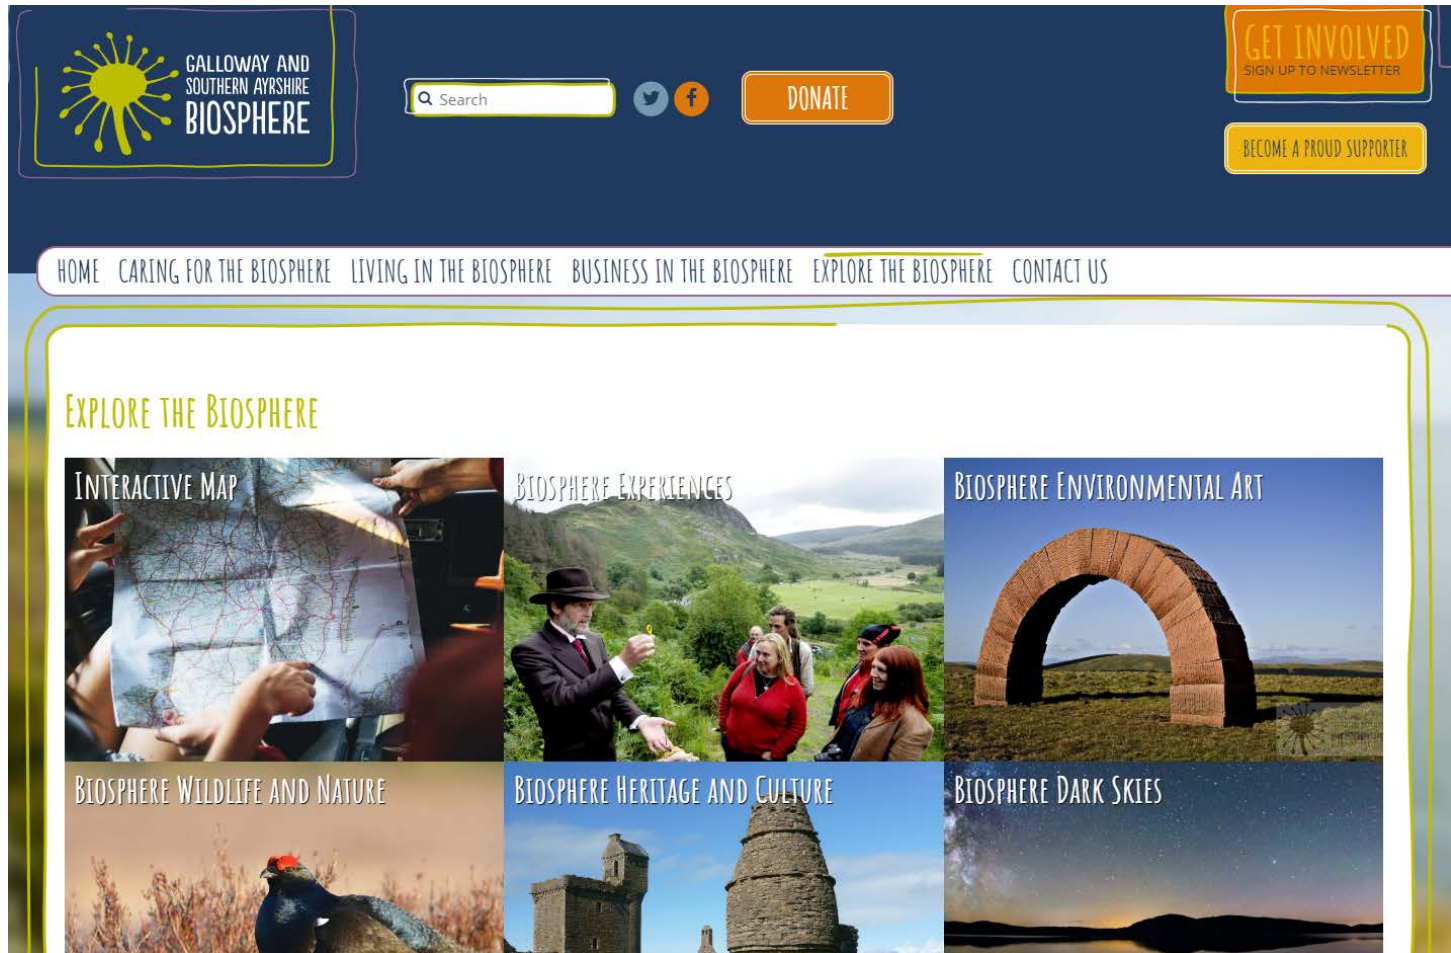 GALLOWAY AND
SOUTHERN AYRSHIRE
BIOSPHERE
Search
DONATE
GET INVOLVED
SIGN UP TO NEWSLETTER
BECOME A PROUD SUPPORTER
HOME CARING FOR THE BIOSPHERE LIVING IN THE BIOSPHERE BUSINESS IN THE BIOSPHERE EXPLORE THE BIOSPHERE CONTACT US
EXPLORE THE BIOSPHERE
INTERACTIVE MAP
BIOSPHERE EXPERIENCES
BIOSPHERE ENVIRONMENTAL ART
BIOSPHERE WILDLIFE AND NATURE
BIOSPHERE HERITAGE AND CULTURE
BIOSPHERE DARK SKIES